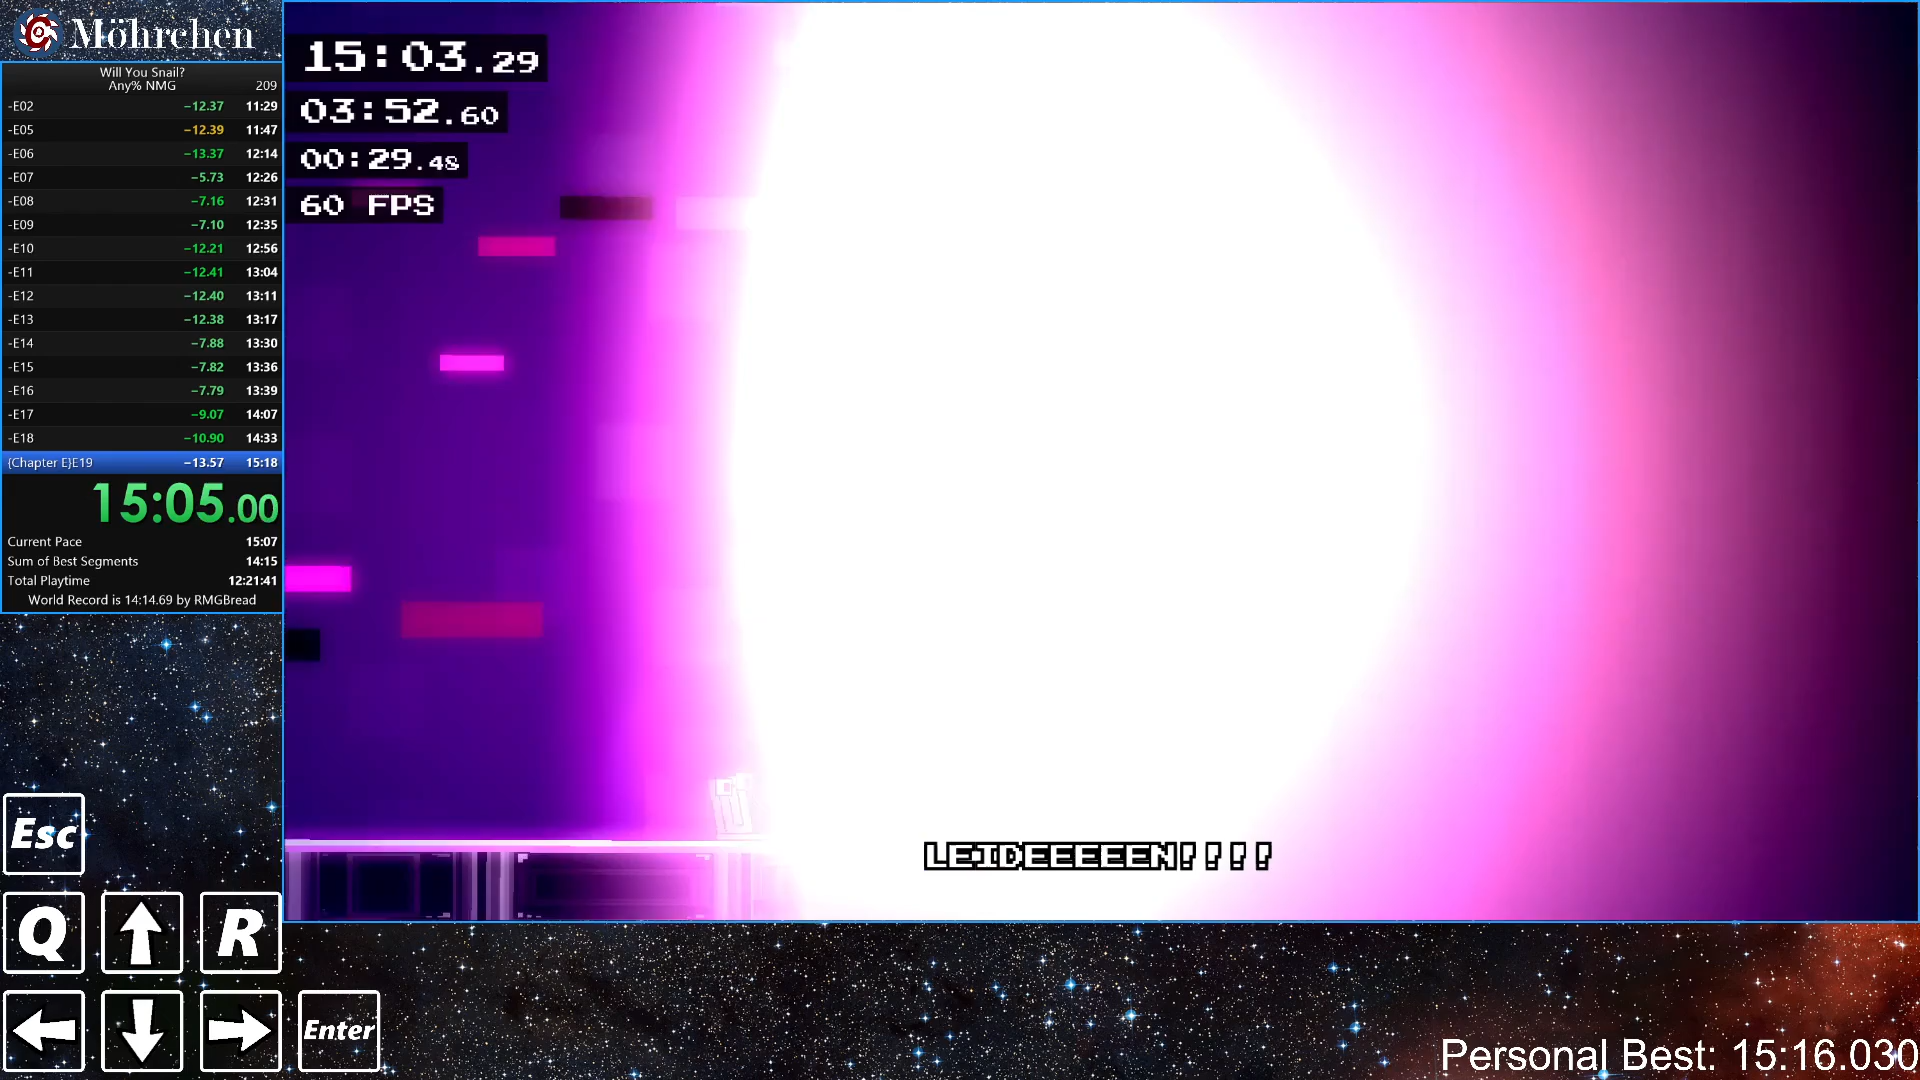 Möhrchen
Will You Snail?
Any% NMG 209
-E02 −12.37 11:29
-E05 −12.39 11:47
-E06 −13.37 12:14
-E07 −5.73 12:26
-E08 −7.16 12:31
-E09 −7.10 12:35
-E10 −12.21 12:56
-E11 −12.41 13:04
-E12 −12.40 13:11
-E13 −12.38 13:17
-E14 −7.88 13:30
-E15 −7.82 13:36
-E16 −7.79 13:39
-E17 −9.07 14:07
-E18 −10.90 14:33
{Chapter E}E19 −13.57 15:18
15:05.00
Current Pace 15:07
Sum of Best Segments 14:15
Total Playtime 12:21:41
World Record is 14:14.69 by RMGBread
15:03.29
03:52.60
00:29.48
60 FPS
LEIDEEEEEN!!!!
Esc
Q R
Enter
Personal Best: 15:16.030